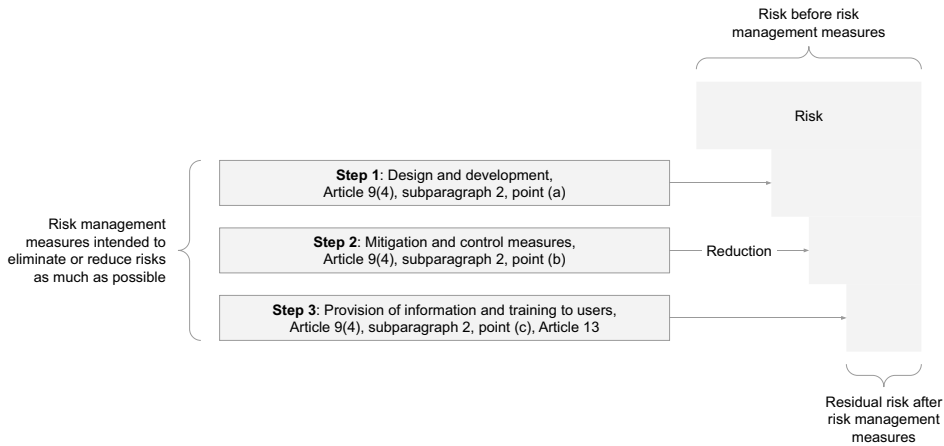 Risk before risk
management measures
Risk
Step 1: Design and development,
Article 9(4), subparagraph 2, point (a)
Risk management
measures intended to
eliminate or reduce risks
as much as possible
Step 2: Mitigation and control measures,
Article 9(4), subparagraph 2, point (b)
Reduction
Step 3: Provision of information and training to users,
Article 9(4), subparagraph 2, point (c), Article 13
Residual risk after
risk management
measures